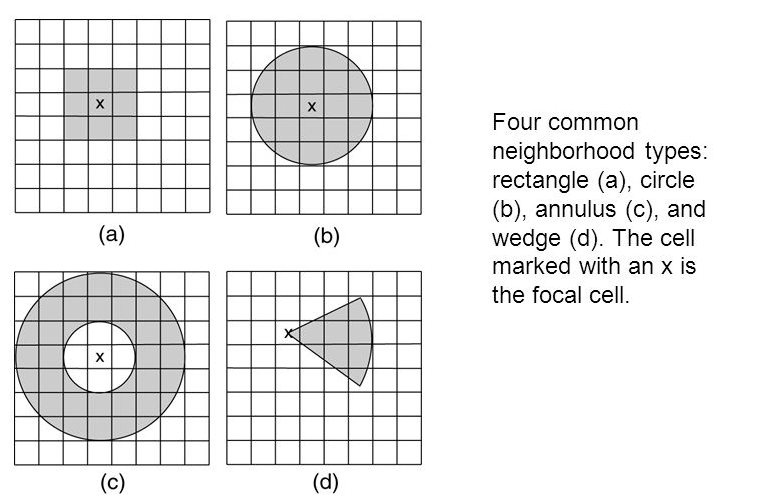 x
(a)
x
(b)
Four common
neighborhood types:
rectangle (a), circle
(b), annulus (c), and
wedge (d). The cell
marked with an x is
the focal cell.
x
(c)
x
(d)